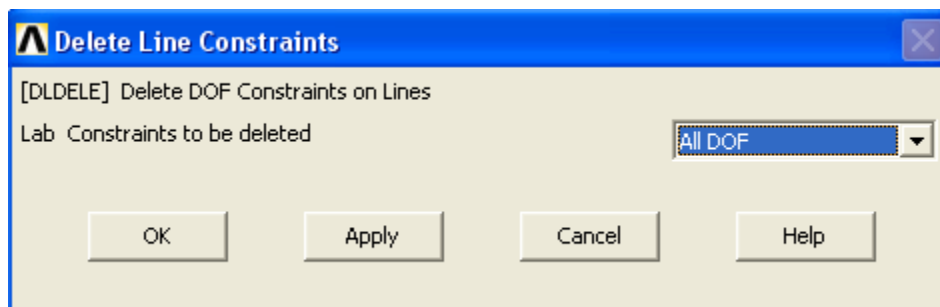 Delete Line Constraints
[DLDELE] Delete DOF Constraints on Lines
Lab Constraints to be deleted All DOF
OK Apply Cancel Help